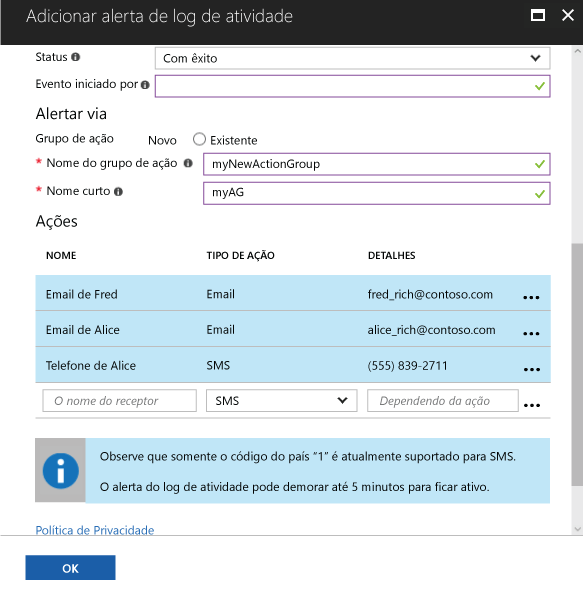 Adicionar alerta de log de atividade
Status
Com êxito
Evento iniciado por
Alertar via
Grupo de ação Novo Existente
* Nome do grupo de ação myNewActionGroup
* Nome curto myAG
Ações
NOME TIPO DE AÇÃO DETALHES
Email de Fred Email fred_rich@contoso.com
Email de Alice Email alice_rich@contoso.com
Telefone de Alice SMS (555) 839-2711
O nome do receptor SMS Dependendo da ação
Observe que somente o código do país "1" é atualmente suportado para SMS.
O alerta do log de atividade pode demorar até 5 minutos para ficar ativo.
Política de Privacidade
OK